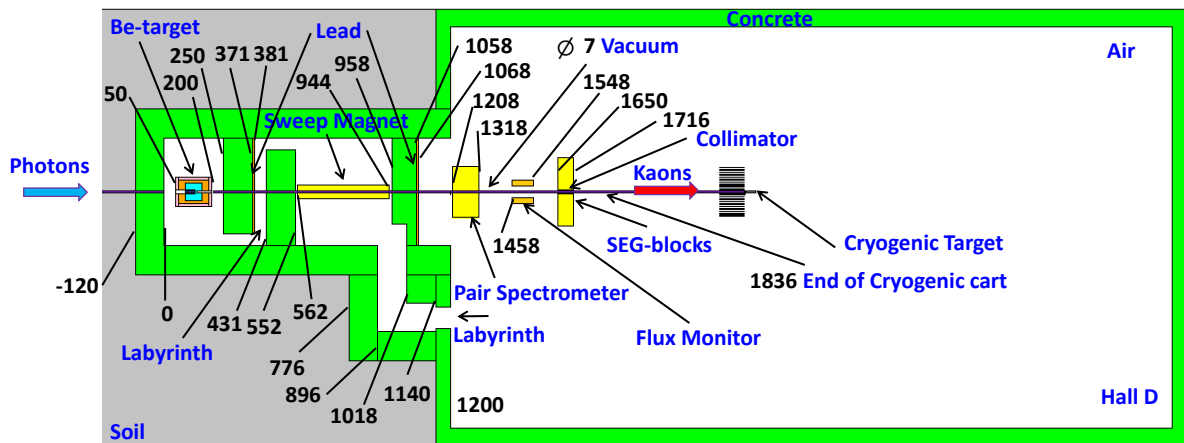 Concrete
Be-target
Lead
1058
∅ 7 Vacuum
Air
250
371
381
958
1068
1548
50
200
944
1208
1650
1318
1716
Sweep Magnet
Collimator
Photons
Kaons
1458
SEG-blocks
Cryogenic Target
-120
0
431
552
562
Pair Spectrometer
1836 End of Cryogenic cart
Labyrinth
776
Labyrinth
Flux Monitor
896
1018
1140
1200
Hall D
Soil